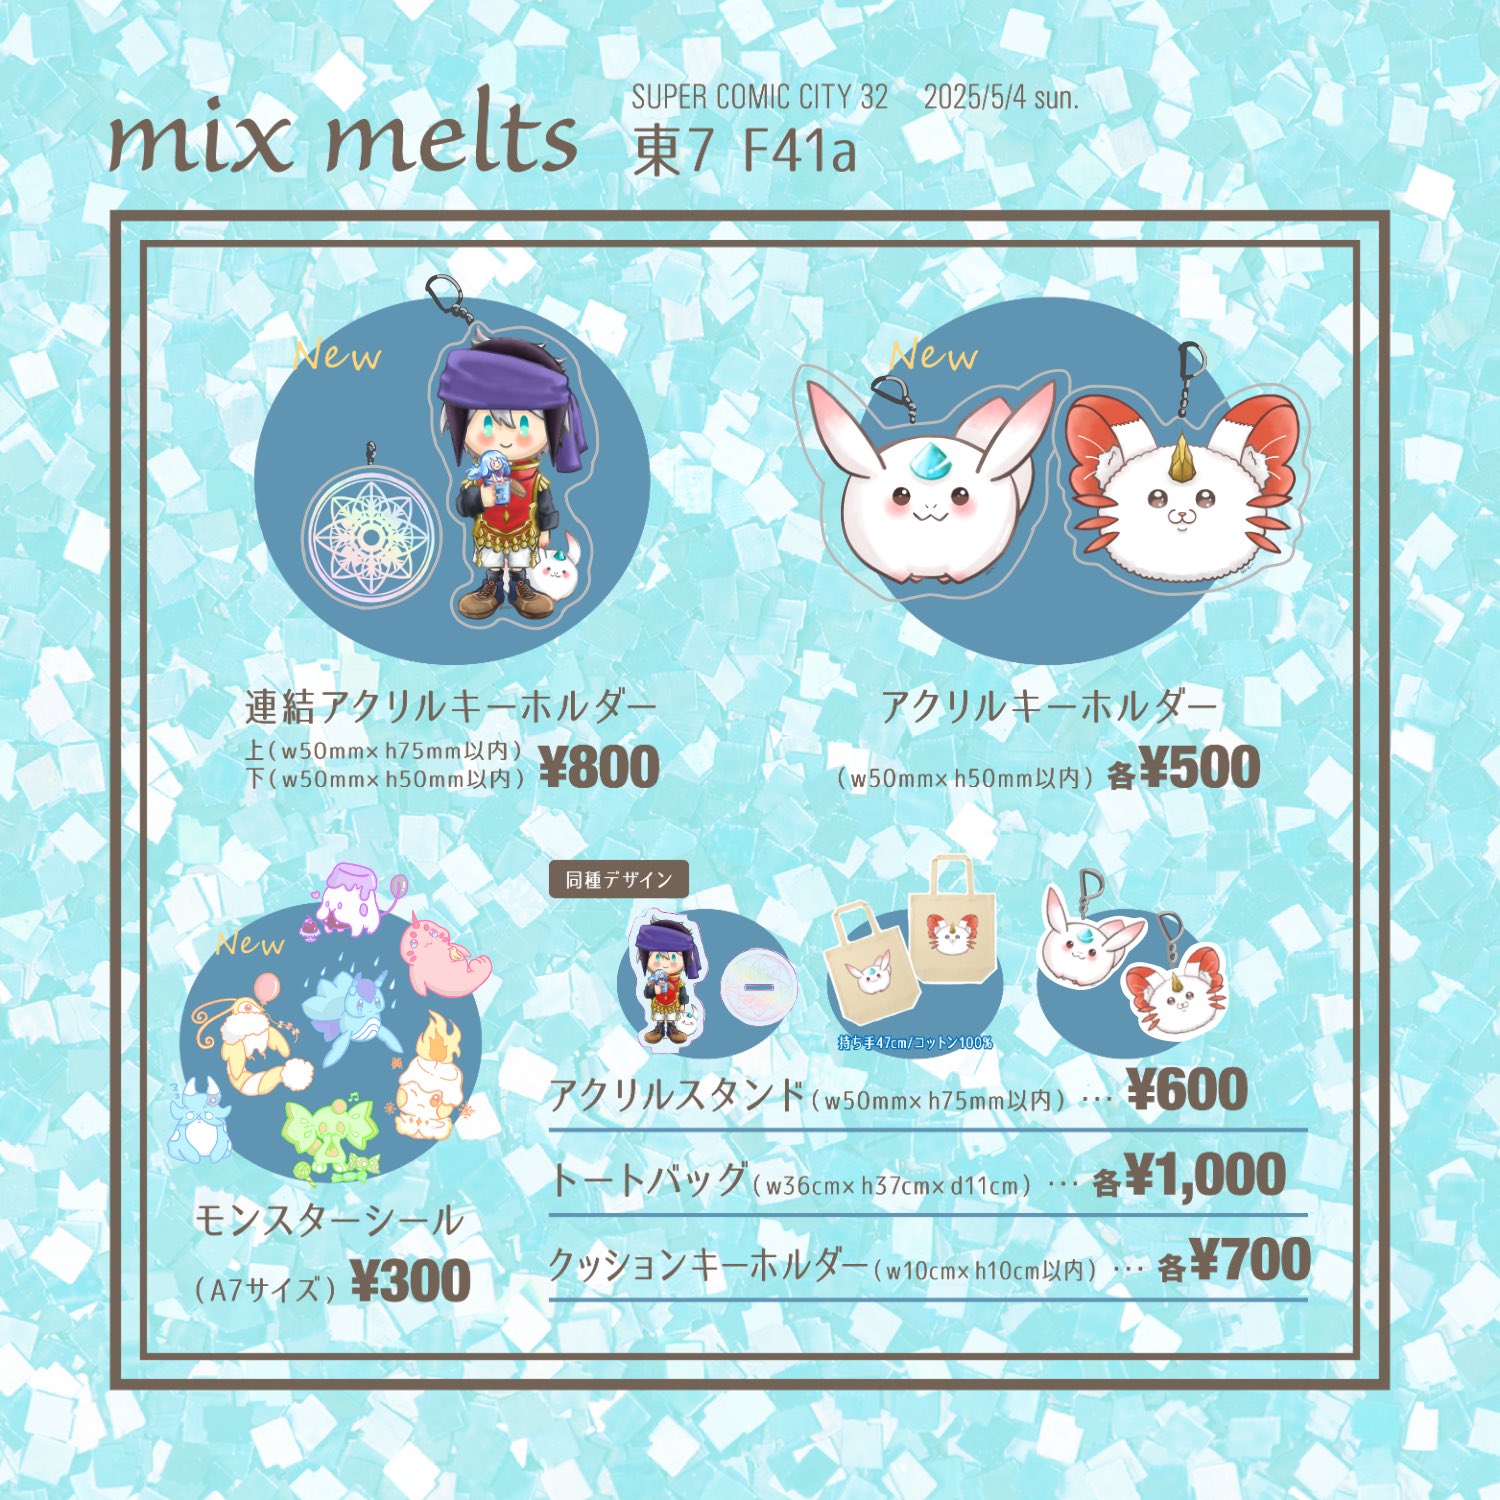 mix melts
SUPER COMIC CITY 32 2025/5/4 sun.
東7 F41a
New
New
連結アクリルキーホルダー
上(w50mm×h75mm以内)
下(w50mm×h50mm以内)
¥800
アクリルキーホルダー
(w50mm×h50mm以内) 各¥500
New
モンスターシール
(A7サイズ) ¥300
同種デザイン
持ち手47cm/コットン100%
アクリルスタンド(w50mm×h75mm以内) … ¥600
トートバッグ(w36cm×h37cm×d11cm) … 各¥1,000
クッションキーホルダー(w10cm×h10cm以内) … 各¥700